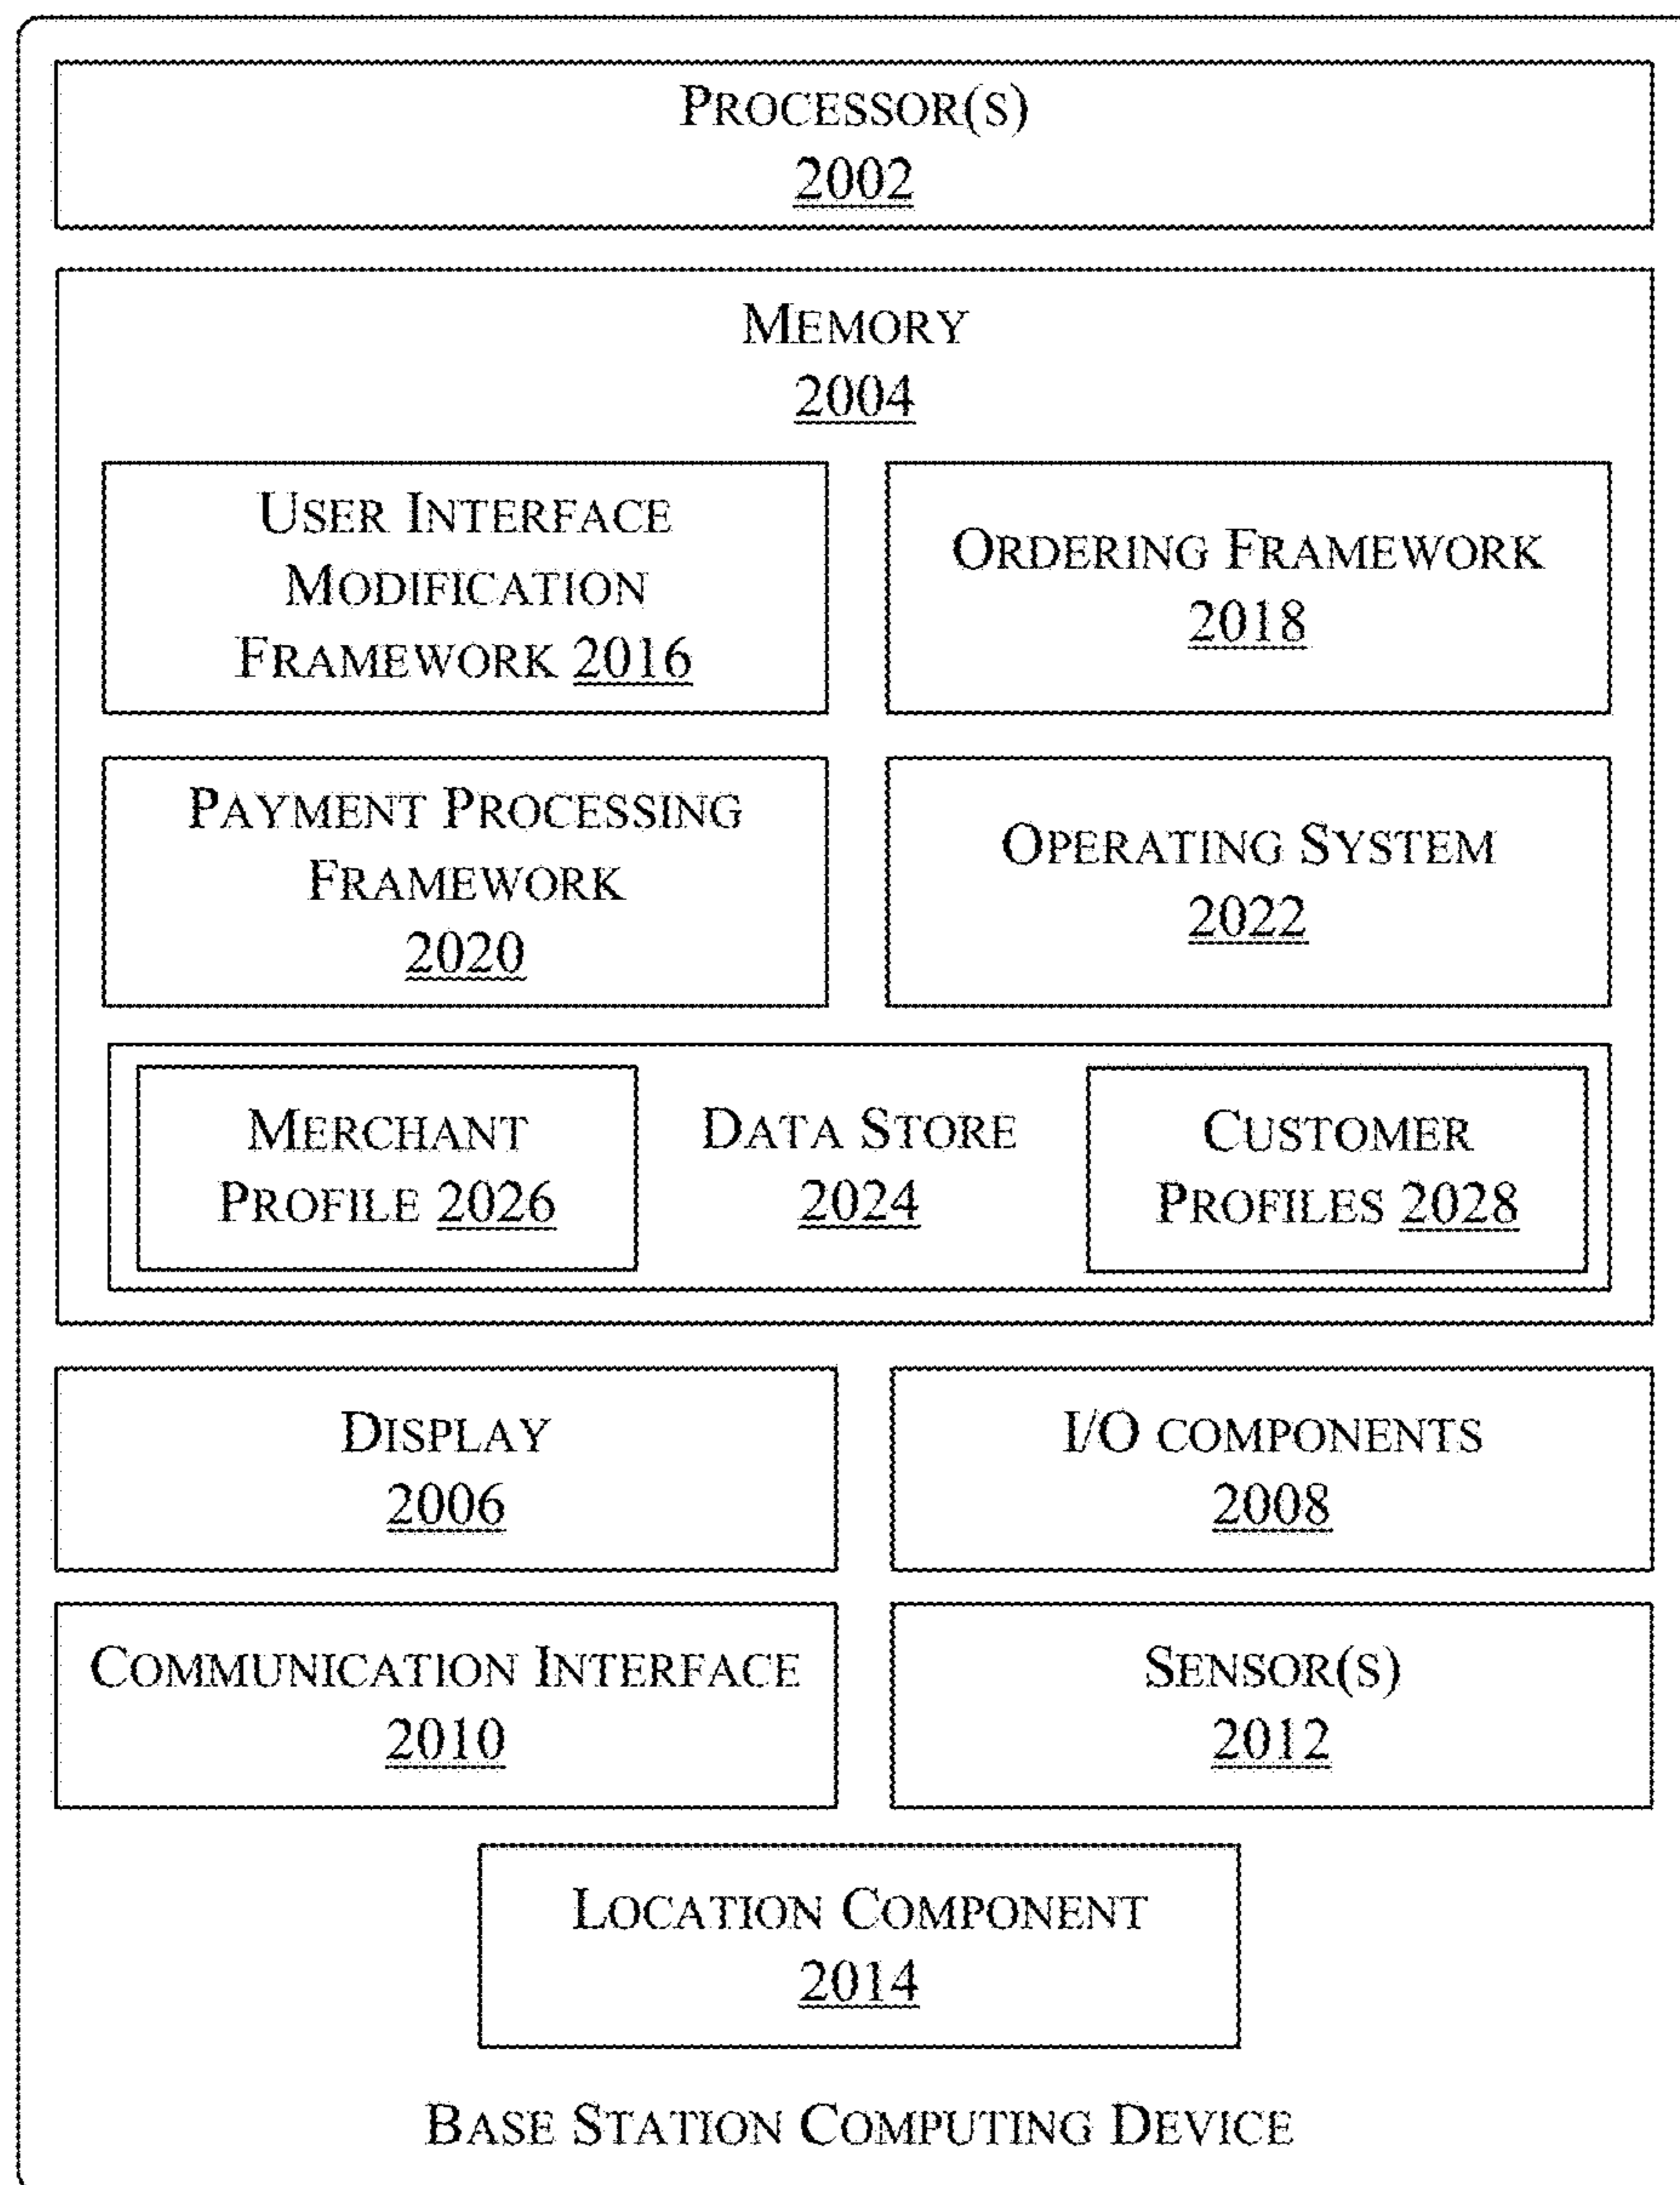 PROCESSOR(S)
2002
MEMORY
2004
USER INTERFACE
MODIFICATION
FRAMEWORK 2016
ORDERING FRAMEWORK
2018
PAYMENT PROCESSING
FRAMEWORK
2020
OPERATING SYSTEM
2022
MERCHANT
PROFILE 2026
DATA STORE
2024
CUSTOMER
PROFILES 2028
DISPLAY
2006
I/O COMPONENTS
2008
COMMUNICATION INTERFACE
2010
SENSOR(S)
2012
LOCATION COMPONENT
2014
BASE STATION COMPUTING DEVICE